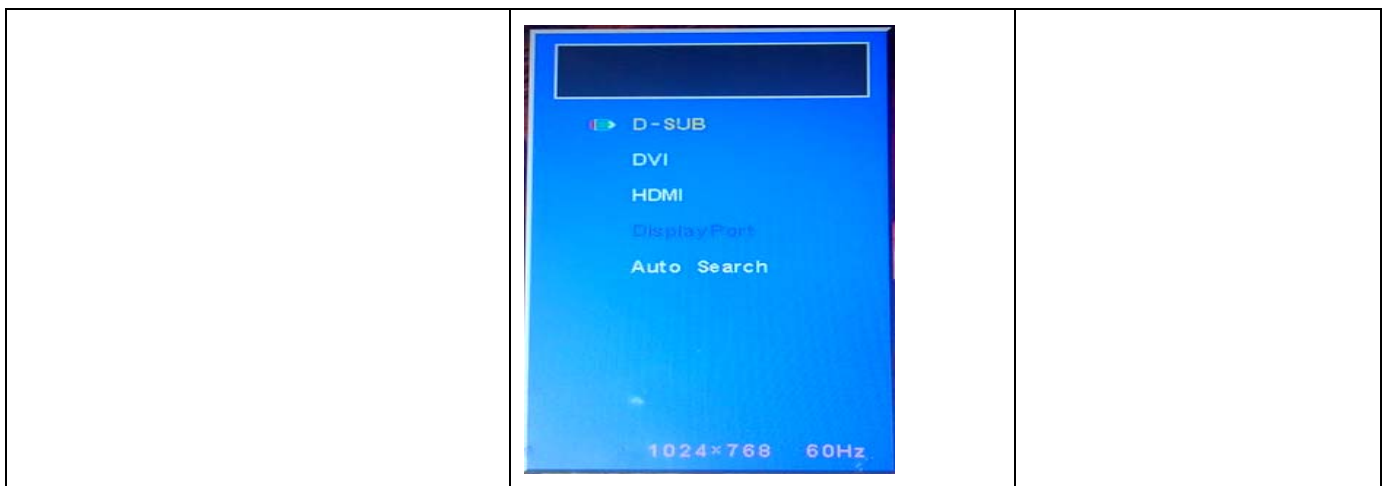 D-SUB
DVI
HDMI
DisplayPort
Auto Search
1024×768 60Hz